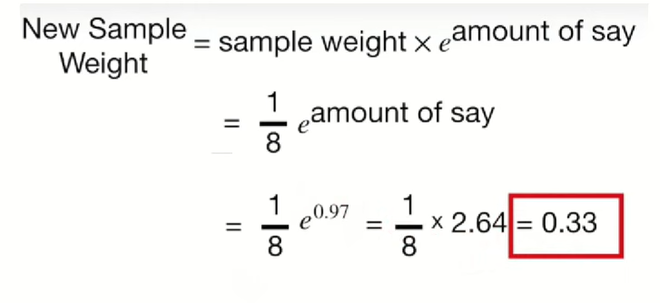 New Sample Weight = sample weight × e^amount of say
= 1/8 e^amount of say
= 1/8 e^0.97 = 1/8 x 2.64 = 0.33